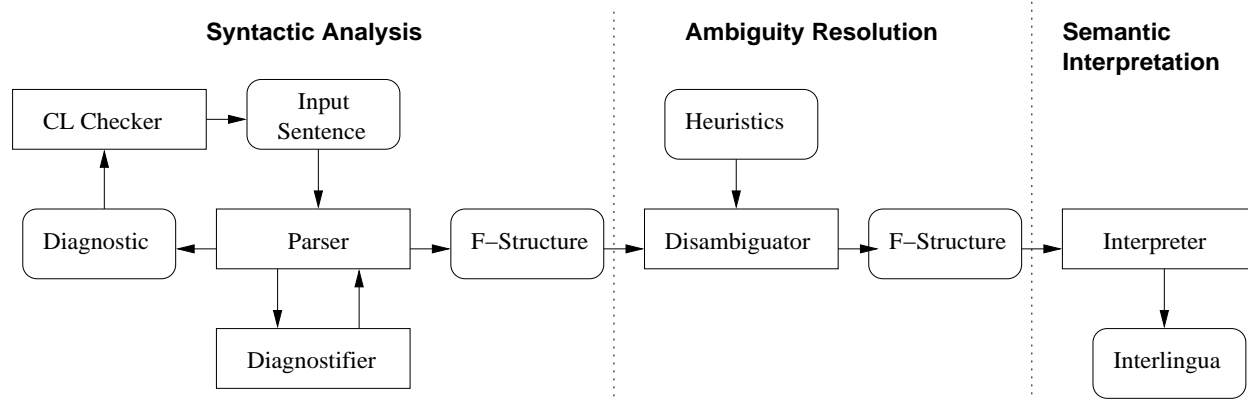 Syntactic Analysis
Ambiguity Resolution
Semantic
Interpretation
CL Checker
Input
Sentence
Heuristics
Diagnostic
Parser
F–Structure
Disambiguator
F–Structure
Interpreter
Diagnostifier
Interlingua